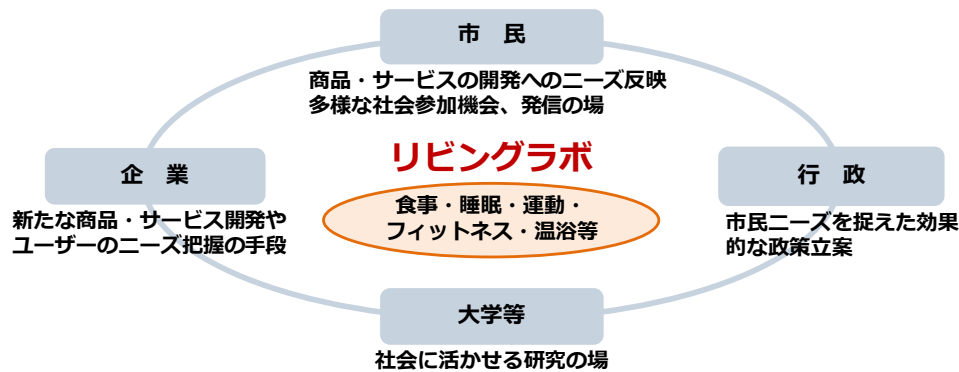 市　民
商品・サービスの開発へのニーズ反映
多様な社会参加機会、発信の場
リビングラボ
企　業
新たな商品・サービス開発や
ユーザーのニーズ把握の手段
食事・睡眠・運動・
フィットネス・温浴等
行　政
市民ニーズを捉えた効果
的な政策立案
大学等
社会に活かせる研究の場